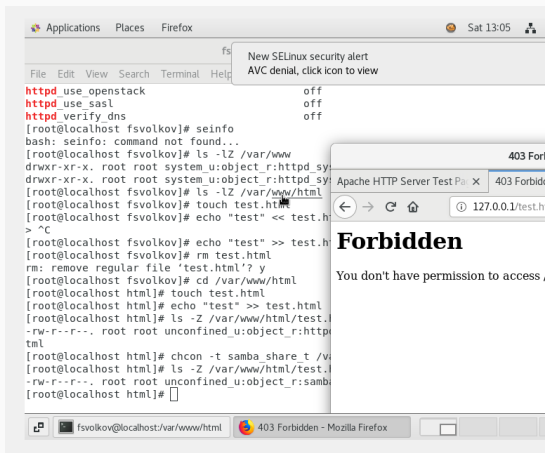 Applications Places Firefox Sat 13:05
fs
New SELinux security alert
AVC denial, click icon to view
File Edit View Search Terminal Help
httpd_use_openstack off
httpd_use_sasl off
httpd_verify_dns off
[root@localhost fsvolkov]# seinfo
bash: seinfo: command not found...
[root@localhost fsvolkov]# ls -lZ /var/www
drwxr-xr-x. root root system_u:object_r:httpd_sys
drwxr-xr-x. root root system_u:object_r:httpd_sys
[root@localhost fsvolkov]# ls -lZ /var/www/html
[root@localhost fsvolkov]# touch test.html
[root@localhost fsvolkov]# echo "test" << test.h
> ^C
[root@localhost fsvolkov]# echo "test" >> test.h
[root@localhost fsvolkov]# rm test.html
rm: remove regular file ‘test.html’? y
[root@localhost fsvolkov]# cd /var/www/html
[root@localhost html]# touch test.html
[root@localhost html]# echo "test" >> test.html
[root@localhost html]# ls -Z /var/www/html/test.
-rw-r--r--. root root unconfined_u:object_r:httpd
tml
[root@localhost html]# chcon -t samba_share_t /va
[root@localhost html]# ls -Z /var/www/html/test.
-rw-r--r--. root root unconfined_u:object_r:samba
[root@localhost html]#
403 For
Apache HTTP Server Test Pa × 403 Forbidd
127.0.0.1/test.h
Forbidden
You don't have permission to access /
fsvolkov@localhost:/var/www/html 403 Forbidden - Mozilla Firefox